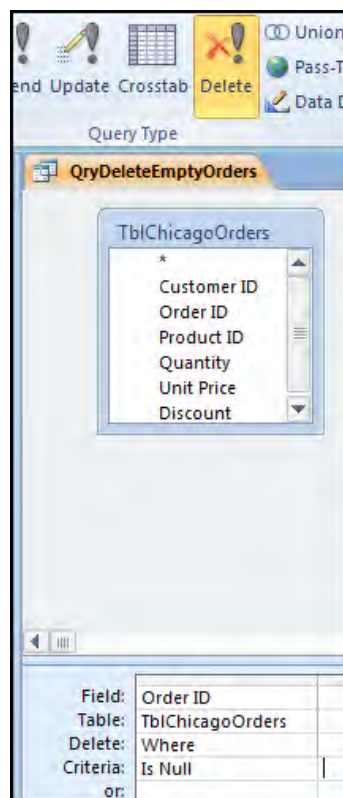 Union
Pass-T
Data D
end Update Crosstab Delete
Query Type
QryDeleteEmptyOrders
TblChicagoOrders
*
Customer ID
Order ID
Product ID
Quantity
Unit Price
Discount
Field: Order ID
Table: TblChicagoOrders
Delete: Where
Criteria: Is Null
or: